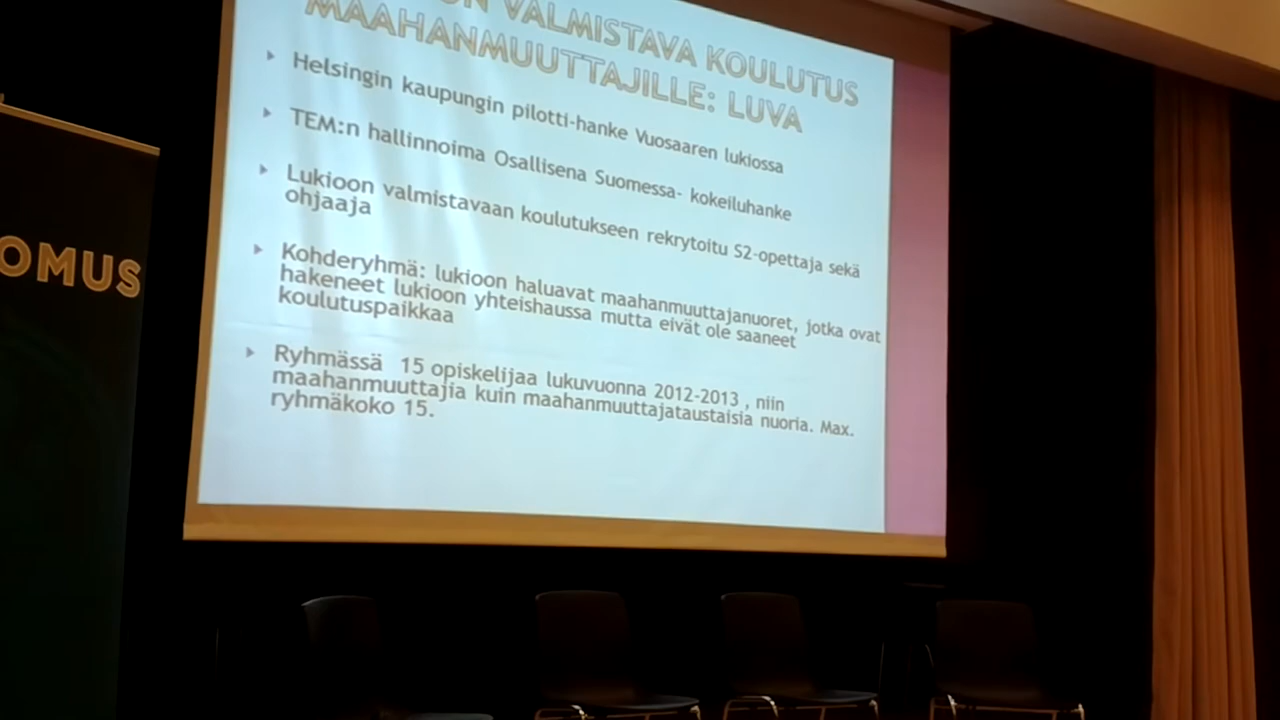 VALMISTAVA KOULUTUS
MAAHANMUUTTAJILLE: LUVA
Helsingin kaupungin pilotti-hanke Vuosaaren lukiossa
TEM:n hallinnoima Osallisena Suomessa- kokeiluhanke
Lukioon valmistavaan koulutukseen rekrytoitu S2-opettaja sekä
ohjaaja
Kohderyhmä: lukioon haluavat maahanmuuttajanuoret, jotka ovat
hakeneet lukioon yhteishaussa mutta eivät ole saaneet
koulutuspaikkaa
Ryhmässä 15 opiskelijaa lukuvuonna 2012-2013 , niin
maahanmuuttajia kuin maahanmuuttajataustaisia nuoria. Max.
ryhmäkoko 15.
OMUS